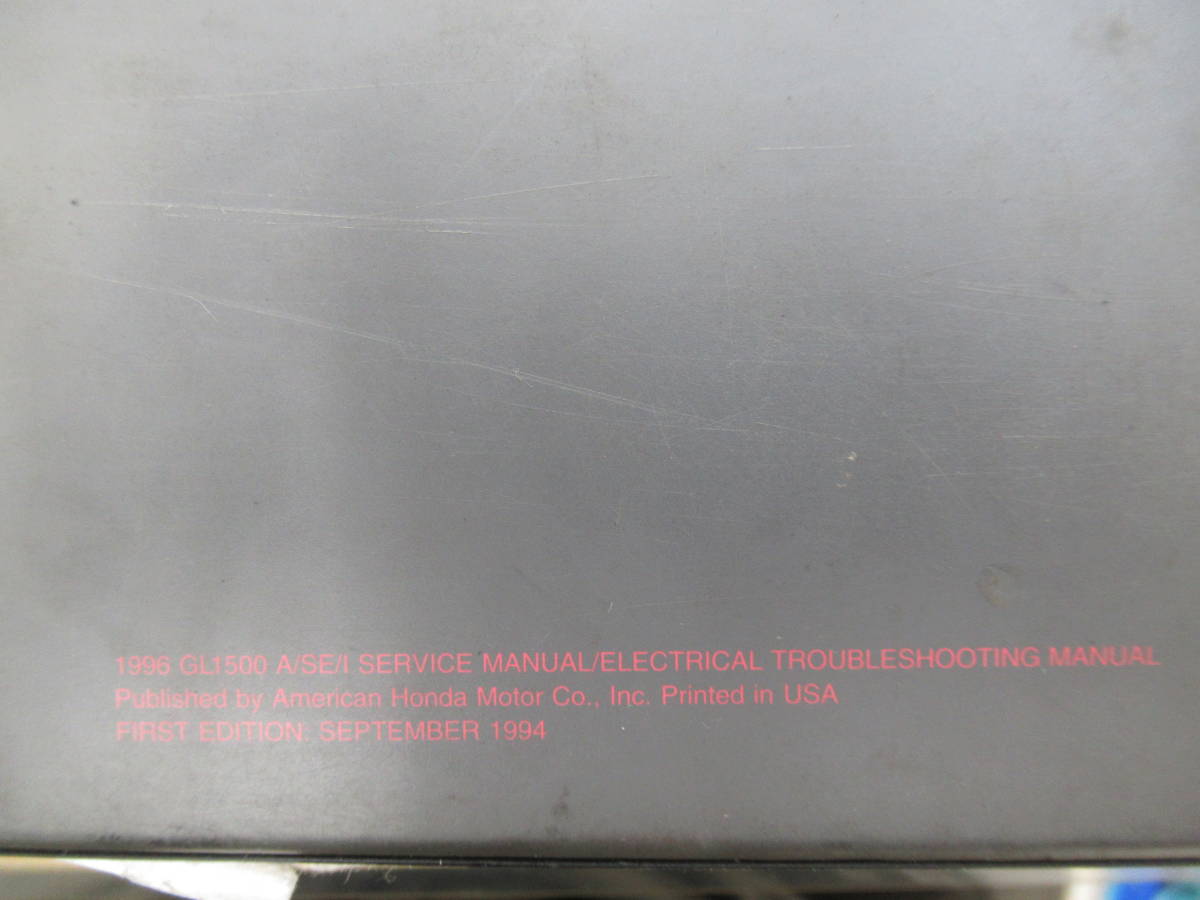 1996 GL1500 A/SE/I SERVICE MANUAL/ELECTRICAL TROUBLESHOOTING MANUAL
Published by American Honda Motor Co., Inc. Printed in USA
FIRST EDITION: SEPTEMBER 1994